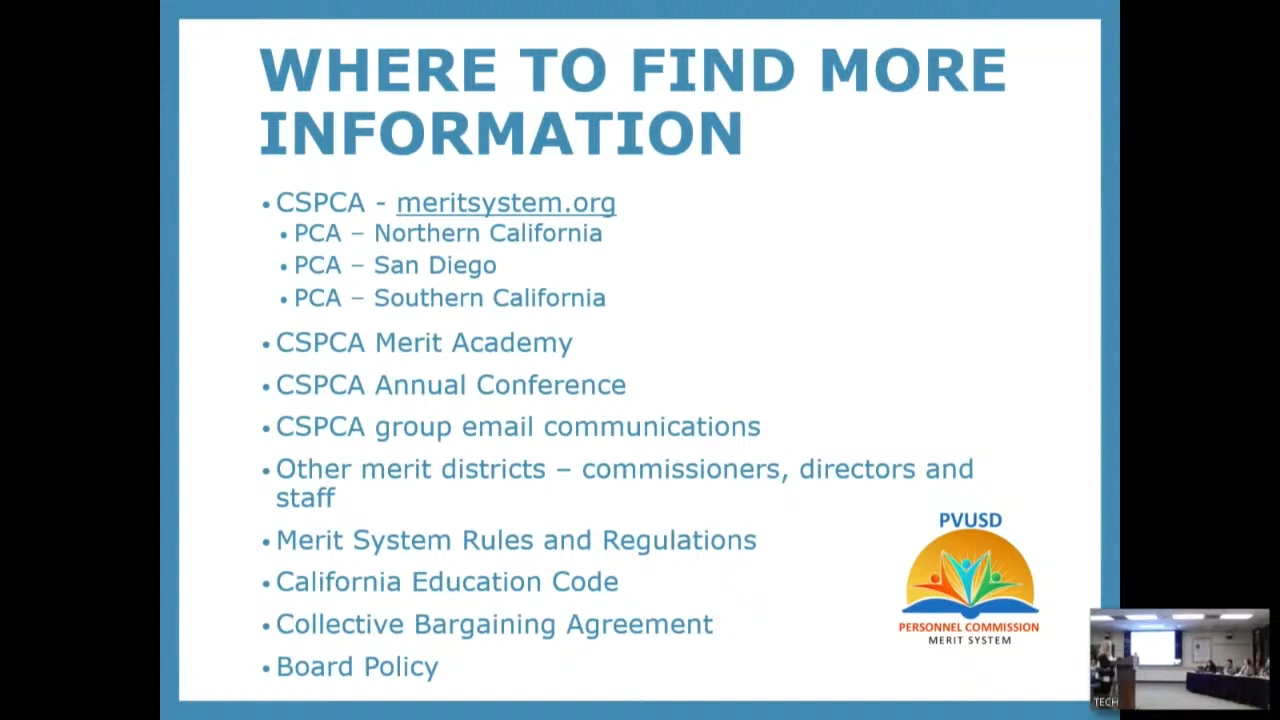 WHERE TO FIND MORE
INFORMATION
• CSPCA - meritsystem.org
• PCA – Northern California
• PCA – San Diego
• PCA – Southern California
• CSPCA Merit Academy
• CSPCA Annual Conference
• CSPCA group email communications
• Other merit districts – commissioners, directors and
staff
• Merit System Rules and Regulations
• California Education Code
• Collective Bargaining Agreement
• Board Policy
PVUSD
PERSONNEL COMMISSION
MERIT SYSTEM
TECH